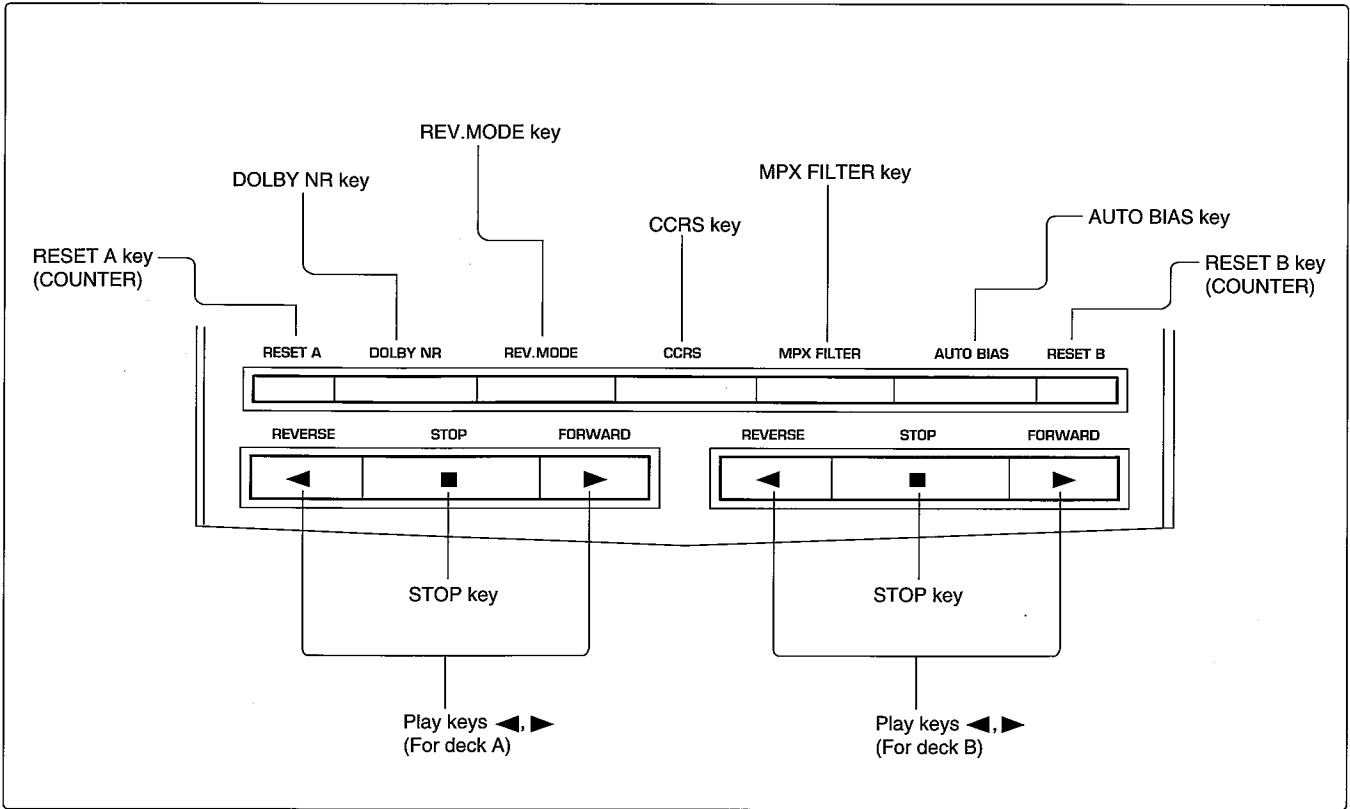 REV.MODE key
DOLBY NR key
MPX FILTER key
CCRS key
AUTO BIAS key
RESET A key
(COUNTER)
RESET B key
(COUNTER)
RESET A DOLBY NR REV.MODE CCRS MPX FILTER AUTO BIAS RESET B
REVERSE STOP FORWARD REVERSE STOP FORWARD
◀ ■ ▶ ◀ ■ ▶
STOP key STOP key
Play keys ◀, ▶
(For deck A)
Play keys ◀, ▶
(For deck B)